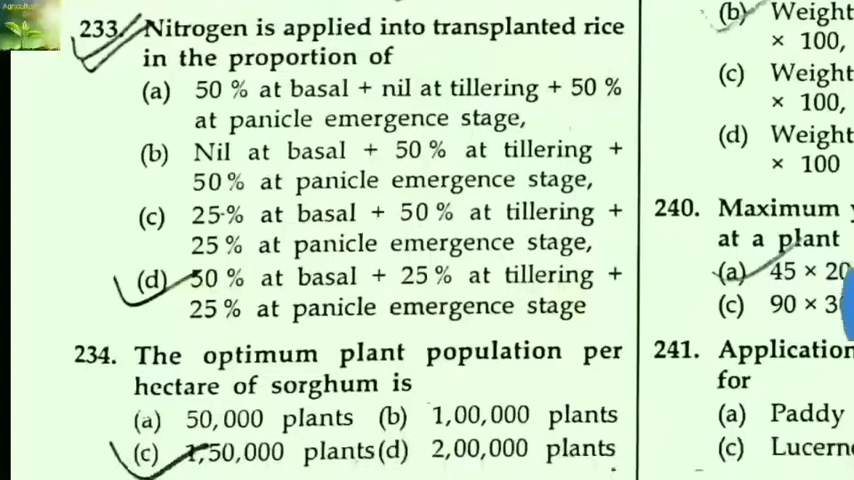 Agriculture
233. Nitrogen is applied into transplanted rice
in the proportion of
(a) 50 % at basal + nil at tillering + 50 %
at panicle emergence stage,
(b) Nil at basal + 50 % at tillering +
50 % at panicle emergence stage,
(c) 25 % at basal + 50 % at tillering +
25 % at panicle emergence stage,
(d) 50 % at basal + 25 % at tillering +
25 % at panicle emergence stage
234. The optimum plant population per
hectare of sorghum is
(a) 50,000 plants (b) 1,00,000 plants
(c) 1,50,000 plants (d) 2,00,000 plants
(b) Weight
× 100,
(c) Weight
× 100,
(d) Weight
× 100
240. Maximum
at a plant
(a) 45 × 20
(c) 90 × 3
241. Application
for
(a) Paddy
(c) Lucerne